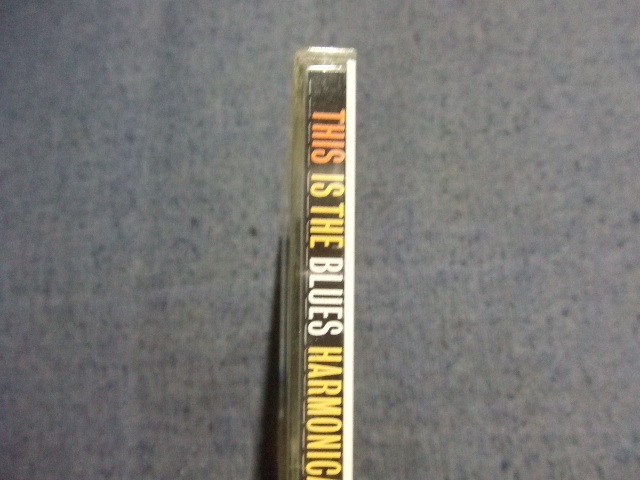 THIS IS THE BLUES HARMONICA